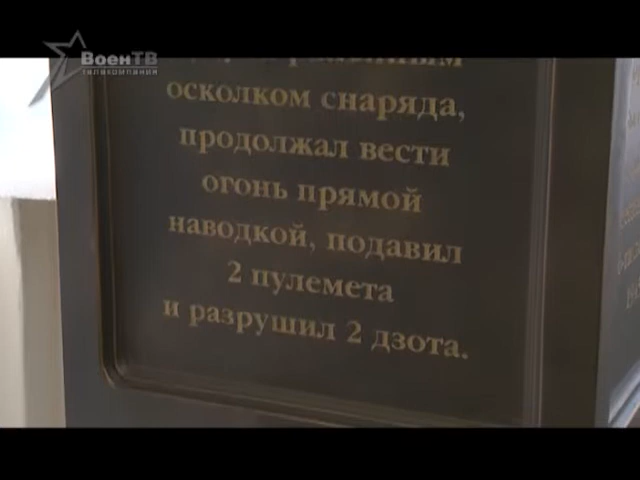 ВоенТВ
телекомпания
осколком снаряда,
продолжал вести
огонь прямой
наводкой, подавил
2 пулемета
и разрушил 2 дзота.